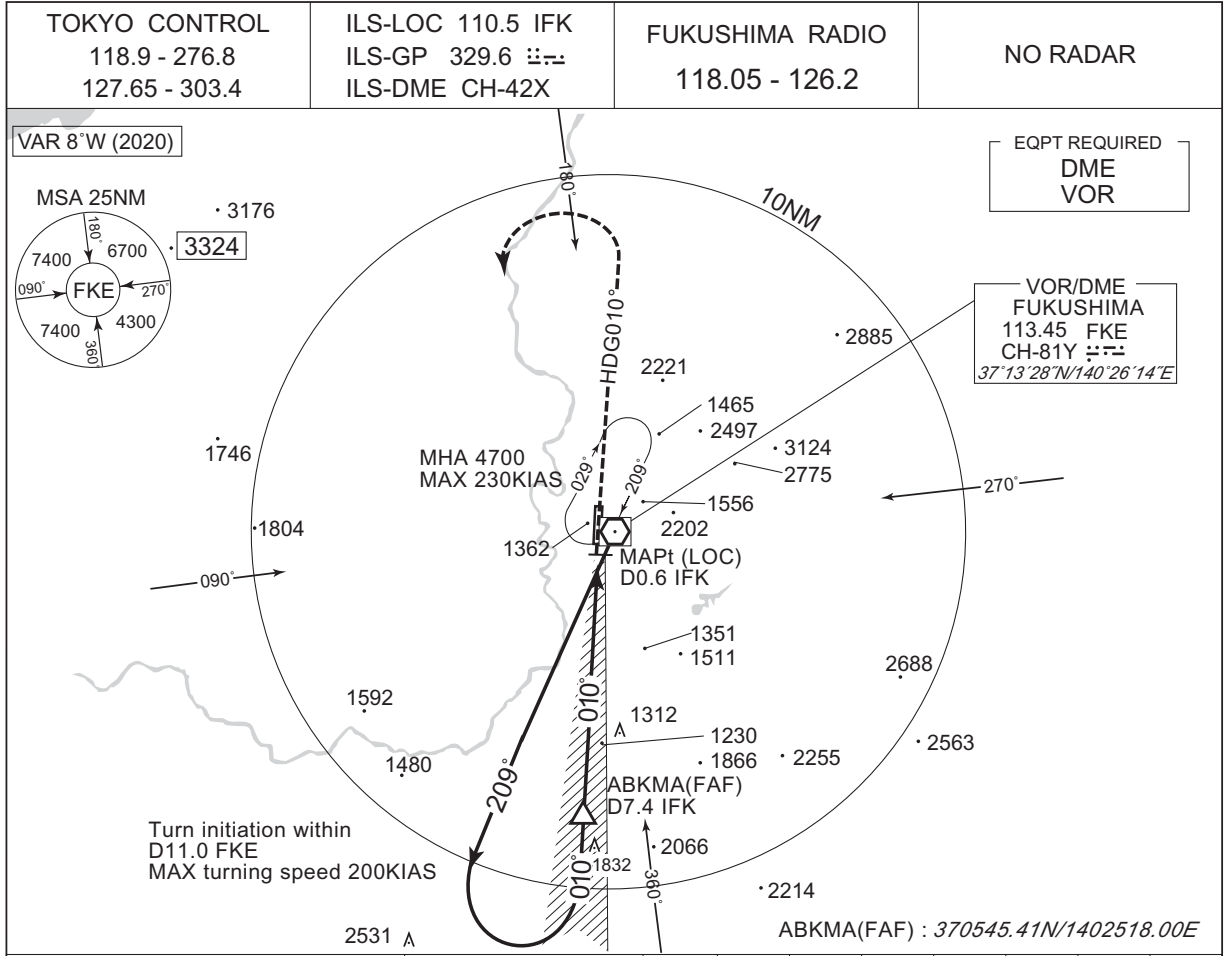 TOKYO CONTROL
118.9 - 276.8
127.65 - 303.4
ILS-LOC 110.5 IFK
ILS-GP 329.6
ILS-DME CH-42X
FUKUSHIMA RADIO
118.05 - 126.2
NO RADAR
VAR 8°W (2020)
EQPT REQUIRED
DME
VOR
MSA 25NM
180°
7400
6700
090°
FKE
270°
7400
4300
360°
3176
3324
180°
10NM
VOR/DME
FUKUSHIMA
113.45 FKE
CH-81Y
37°13′28″N/140°26′14″E
HDG010°
2885
2221
1465
2497
3124
2775
1746
MHA 4700
MAX 230KIAS
029°
209°
1556
2202
270°
1804
1362
MAPt (LOC)
D0.6 IFK
090°
1351
1511
2688
1592
010°
1312
1230
1866
2255
2563
1480
209°
ABKMA(FAF)
D7.4 IFK
Turn initiation within
D11.0 FKE
MAX turning speed 200KIAS
010°
1832
2066
360°
2214
2531
ABKMA(FAF) : 370545.41N/1402518.00E